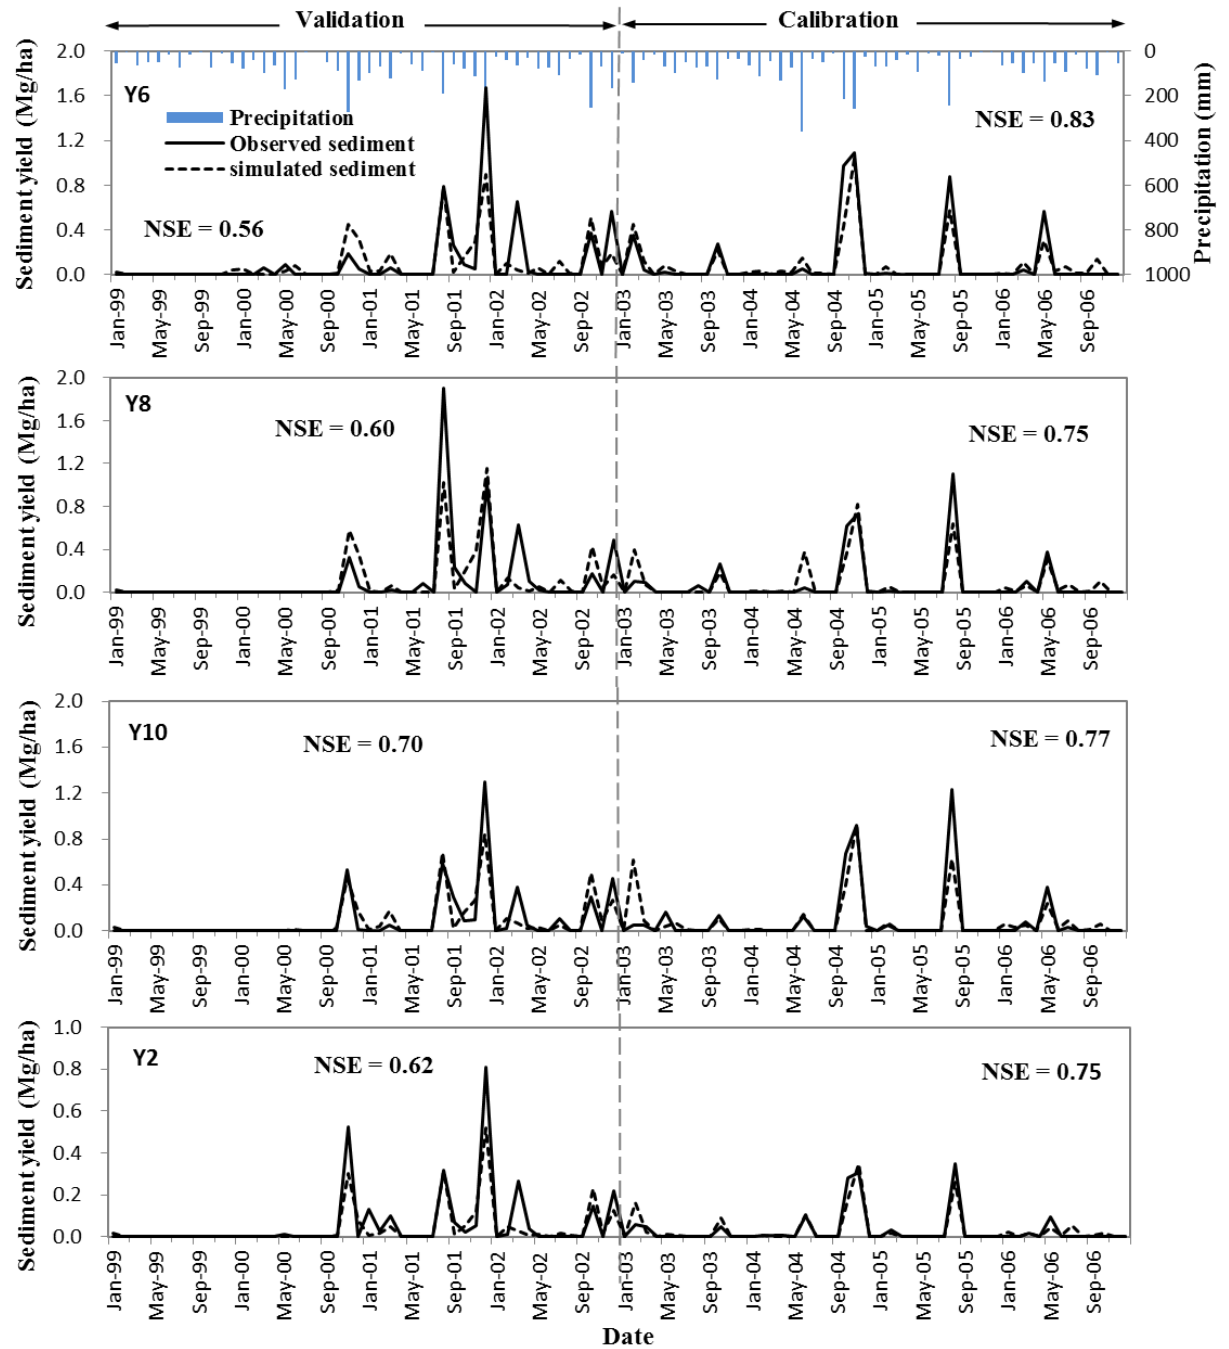 Validation
Calibration
Sediment yield (Mg/ha)
2.0
1.6
1.2
0.8
0.4
0.0
Y6
Precipitation
Observed sediment
simulated sediment
NSE = 0.56
NSE = 0.83
0
200
400
600
800
1000
Precipitation (mm)
Jan-99 May-99 Sep-99 Jan-00 May-00 Sep-00 Jan-01 May-01 Sep-01 Jan-02 May-02 Sep-02 Jan-03 May-03 Sep-03 Jan-04 May-04 Sep-04 Jan-05 May-05 Sep-05 Jan-06 May-06 Sep-06
Sediment yield (Mg/ha)
2.0
1.6
1.2
0.8
0.4
0.0
Y8
NSE = 0.60
NSE = 0.75
Jan-99 May-99 Sep-99 Jan-00 May-00 Sep-00 Jan-01 May-01 Sep-01 Jan-02 May-02 Sep-02 Jan-03 May-03 Sep-03 Jan-04 May-04 Sep-04 Jan-05 May-05 Sep-05 Jan-06 May-06 Sep-06
Sediment yield (Mg/ha)
2.0
1.6
1.2
0.8
0.4
0.0
Y10
NSE = 0.70
NSE = 0.77
Jan-99 May-99 Sep-99 Jan-00 May-00 Sep-00 Jan-01 May-01 Sep-01 Jan-02 May-02 Sep-02 Jan-03 May-03 Sep-03 Jan-04 May-04 Sep-04 Jan-05 May-05 Sep-05 Jan-06 May-06 Sep-06
Sediment yield (Mg/ha)
1.0
0.8
0.6
0.4
0.2
0.0
Y2
NSE = 0.62
NSE = 0.75
Jan-99 May-99 Sep-99 Jan-00 May-00 Sep-00 Jan-01 May-01 Sep-01 Jan-02 May-02 Sep-02 Jan-03 May-03 Sep-03 Jan-04 May-04 Sep-04 Jan-05 May-05 Sep-05 Jan-06 May-06 Sep-06
Date